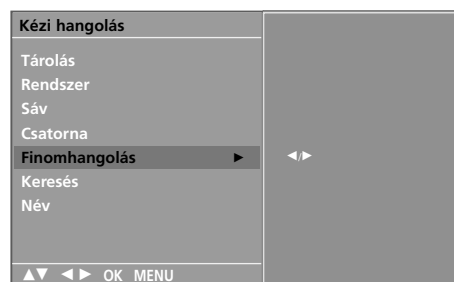 Kézi hangolás
Tárolás
Rendszer
Sáv
Csatorna
Finomhangolás ► ◄/►
Keresés
Név
▲▼ ◄► OK MENU